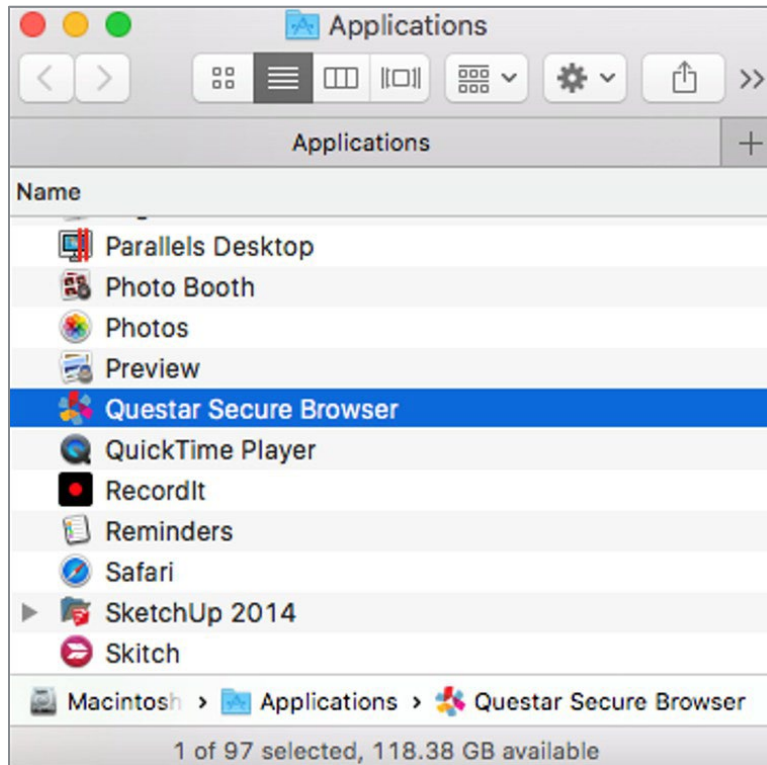 Applications
Applications
Name
Parallels Desktop
Photo Booth
Photos
Preview
Questar Secure Browser
QuickTime Player
RecordIt
Reminders
Safari
SketchUp 2014
Skitch
Macintosh › Applications › Questar Secure Browser
1 of 97 selected, 118.38 GB available